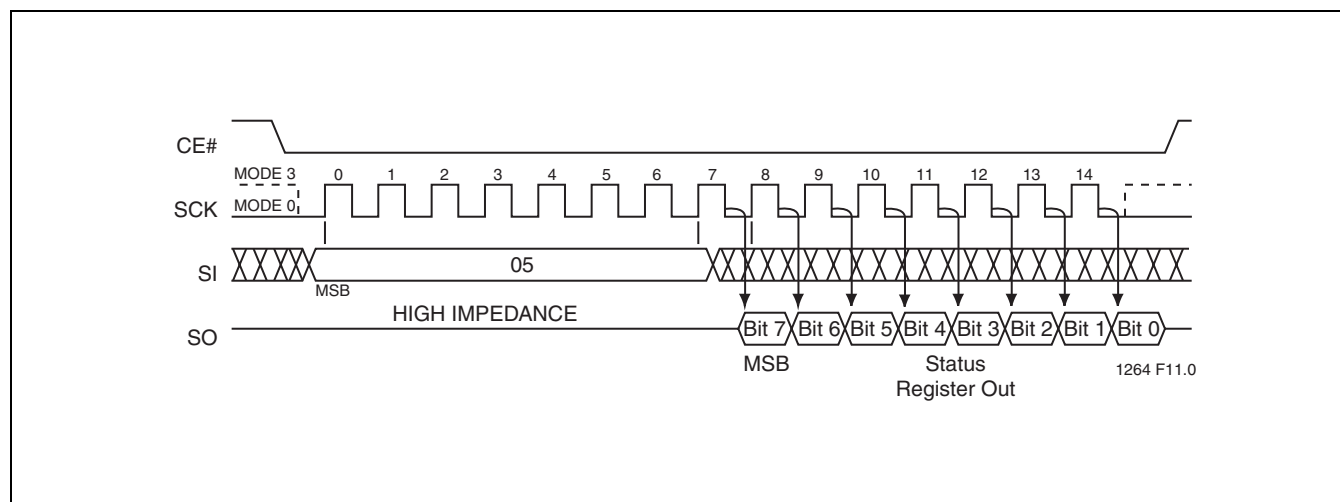 CE#
MODE 3 0 1 2 3 4 5 6 7 8 9 10 11 12 13 14
SCK MODE 0
SI 05
MSB
HIGH IMPEDANCE
SO Bit 7 Bit 6 Bit 5 Bit 4 Bit 3 Bit 2 Bit 1 Bit 0
MSB Status 1264 F11.0
Register Out